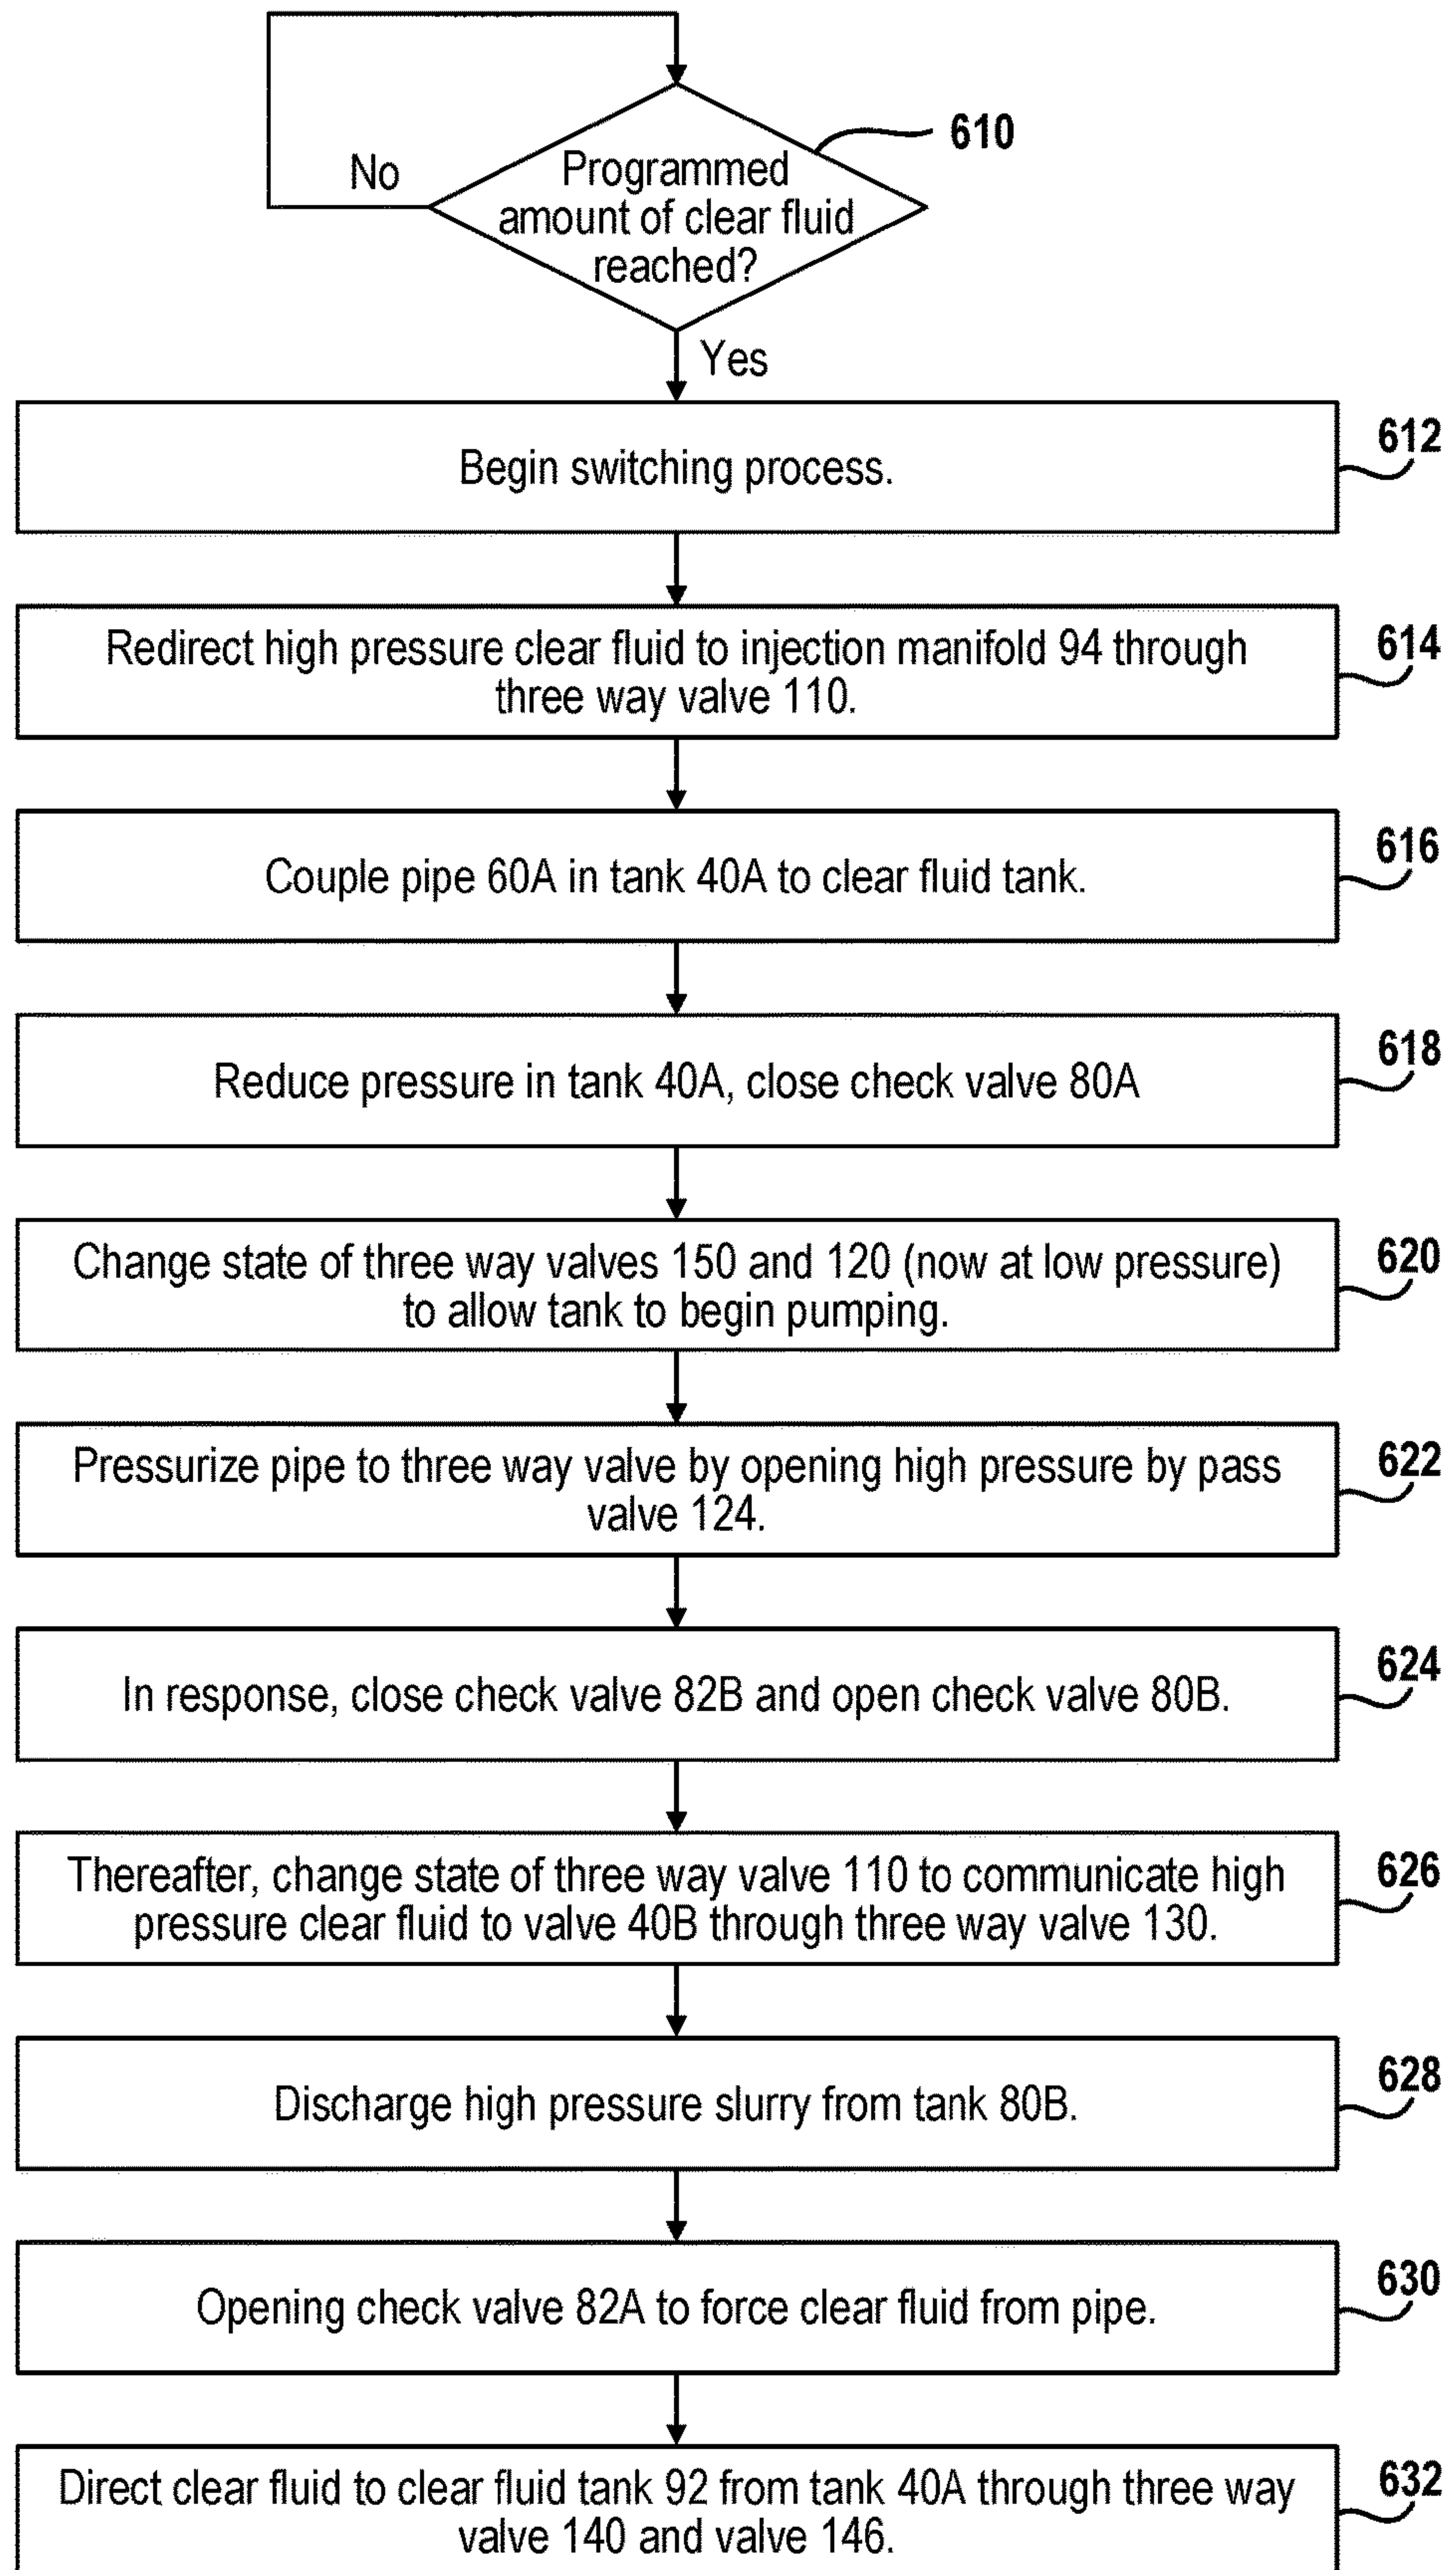 610
No
Programmed
amount of clear fluid
reached?
Yes
612
Begin switching process.
614
Redirect high pressure clear fluid to injection manifold 94 through
three way valve 110.
616
Couple pipe 60A in tank 40A to clear fluid tank.
618
Reduce pressure in tank 40A, close check valve 80A
620
Change state of three way valves 150 and 120 (now at low pressure)
to allow tank to begin pumping.
622
Pressurize pipe to three way valve by opening high pressure by pass
valve 124.
624
In response, close check valve 82B and open check valve 80B.
626
Thereafter, change state of three way valve 110 to communicate high
pressure clear fluid to valve 40B through three way valve 130.
628
Discharge high pressure slurry from tank 80B.
630
Opening check valve 82A to force clear fluid from pipe.
632
Direct clear fluid to clear fluid tank 92 from tank 40A through three way
valve 140 and valve 146.